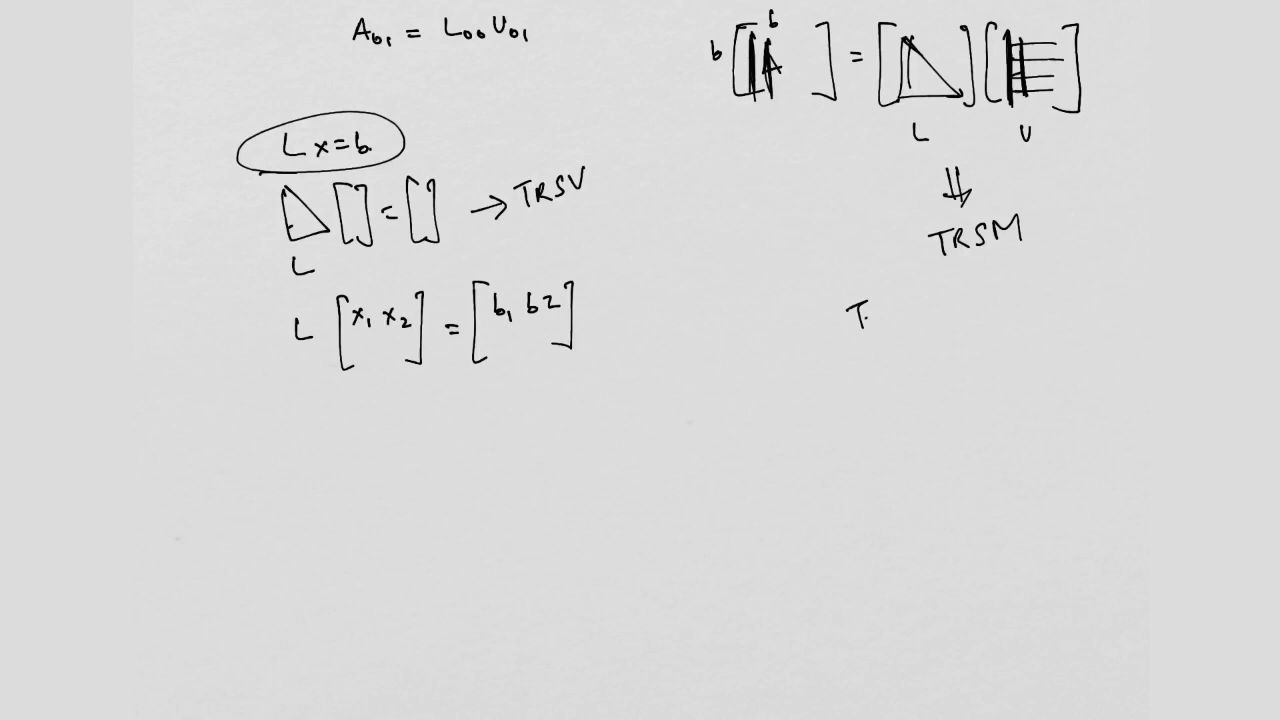 A₀₁ = L₀₀ U₀₁
b
b [ A ] = [ ] [ ]
L U
Lx=b
[ ] = [ ] → TRSV
⇓
TRSM
L
L [x₁ x₂] = [b₁ b2]
T.